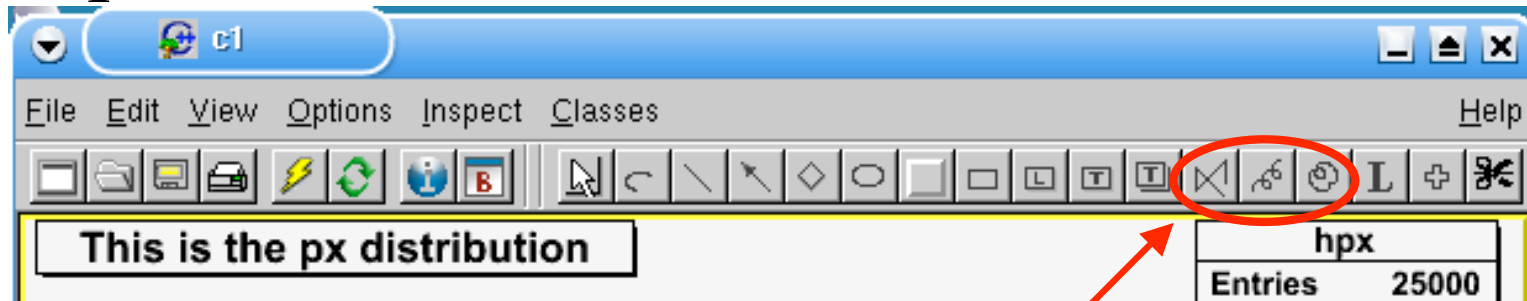 c1
File Edit View Options Inspect Classes Help
B L T T L
This is the px distribution
hpx
Entries 25000